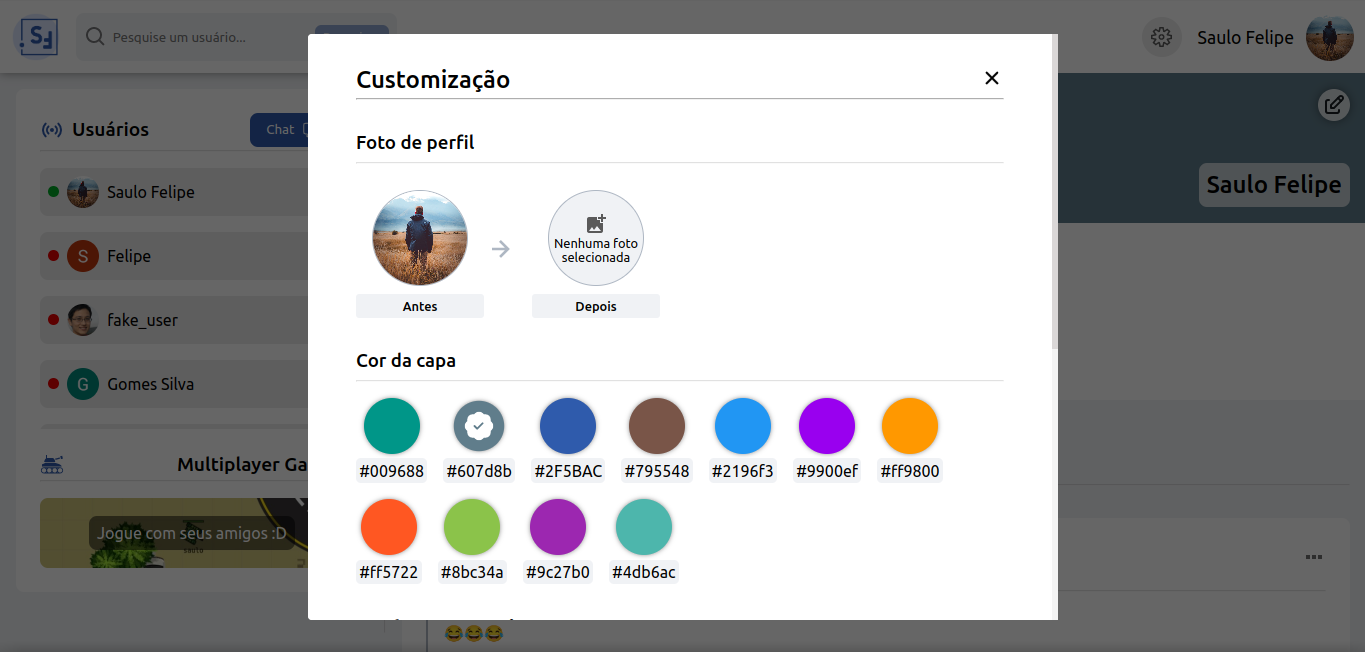 SF
Pesquise um usuário...
Saulo Felipe
Customização
Usuários
Chat
Foto de perfil
Saulo Felipe
Saulo Felipe
S
Felipe
Nenhuma foto
selecionada
Antes
Depois
fake_user
Cor da capa
G
Gomes Silva
#009688
#607d8b
#2F5BAC
#795548
#2196f3
#9900ef
#ff9800
Multiplayer Ga
Jogue com seus amigos :D
#ff5722
#8bc34a
#9c27b0
#4db6ac
😂😂😂